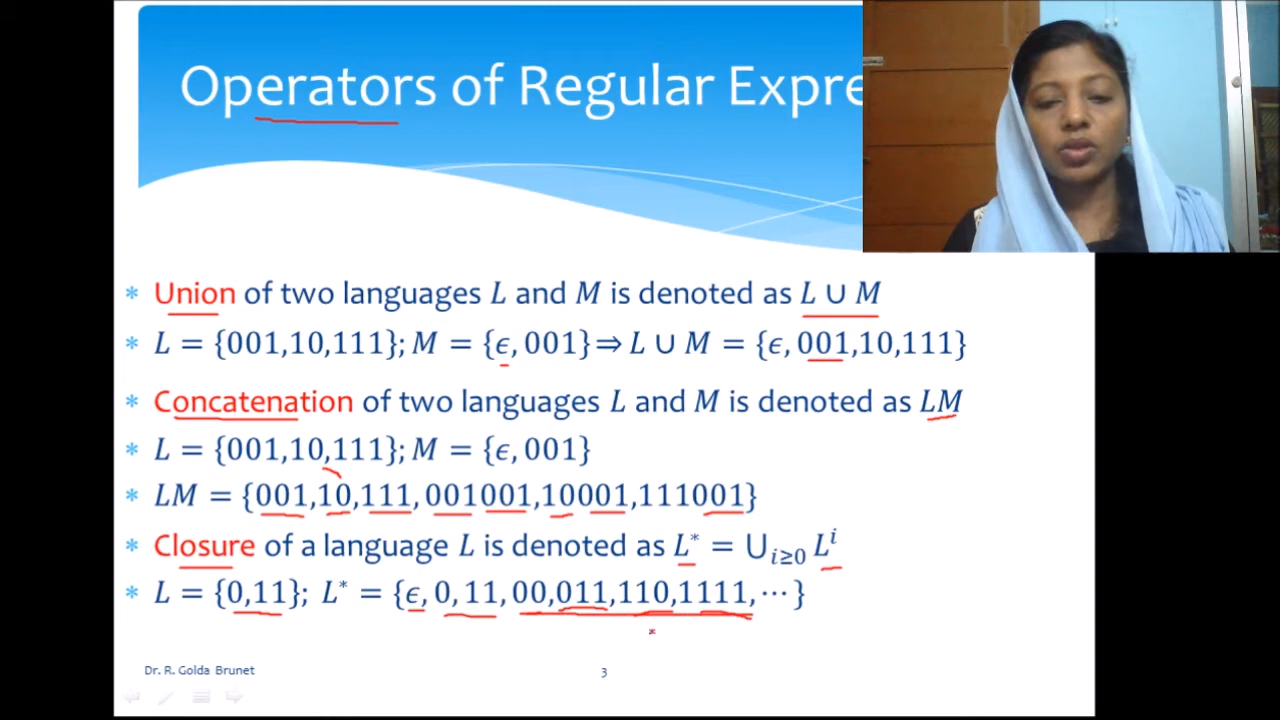 Operators of Regular Expre
* Union of two languages L and M is denoted as L ∪ M
* L = {001,10,111}; M = {ϵ, 001} ⇒ L ∪ M = {ϵ, 001,10,111}
* Concatenation of two languages L and M is denoted as LM
* L = {001,10,111}; M = {ϵ, 001}
* LM = {001,10,111,001001,10001,111001}
* Closure of a language L is denoted as L* = ⋃i≥0 Lⁱ
* L = {0,11}; L* = {ϵ, 0, 11, 00,011,110,1111, ⋯ }
Dr. R. Golda Brunet
3